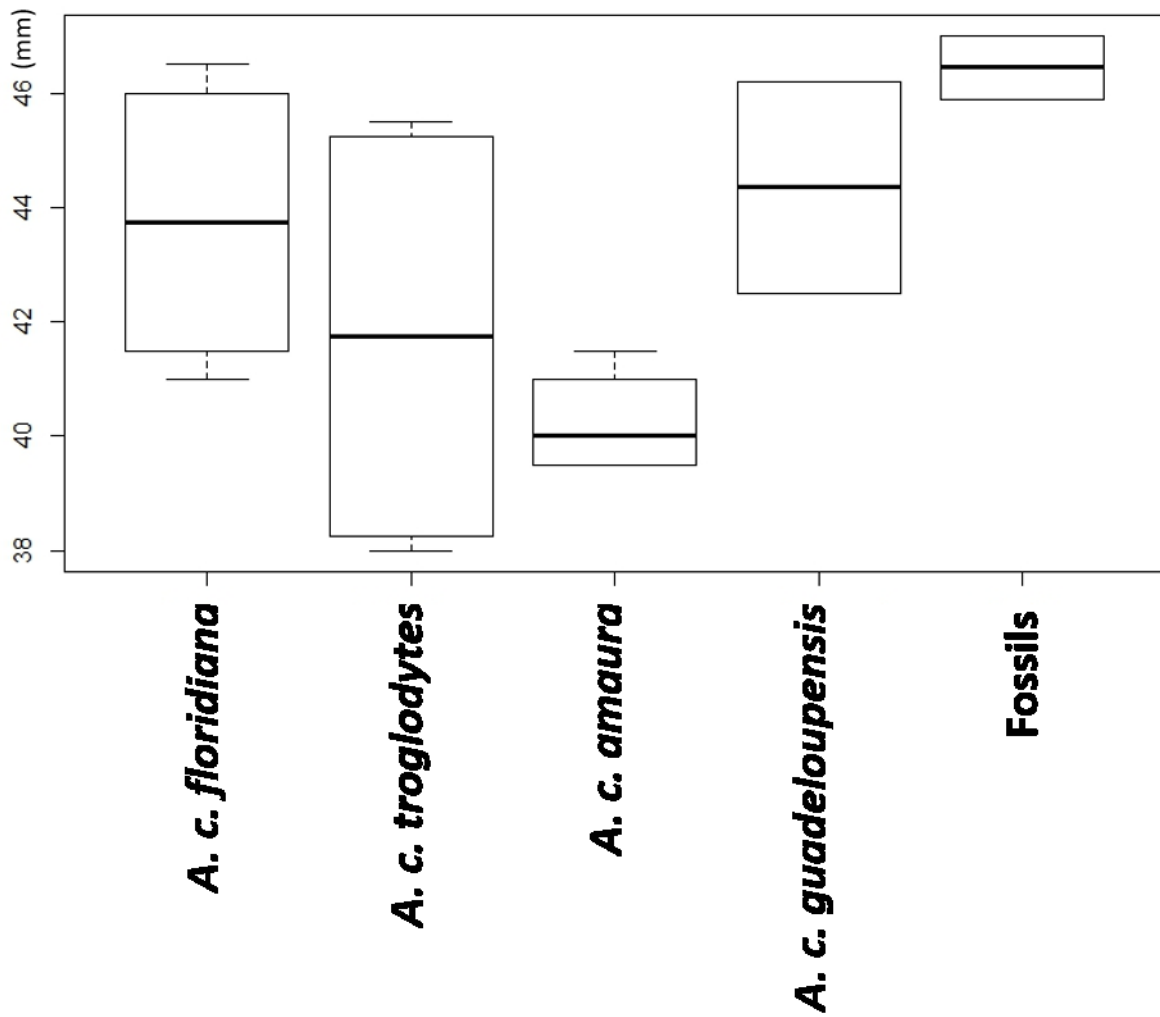 (mm)
46
44
42
40
38
A. c. floridiana
A. c. troglodytes
A. c. amaura
A. c. guadeloupensis
Fossils